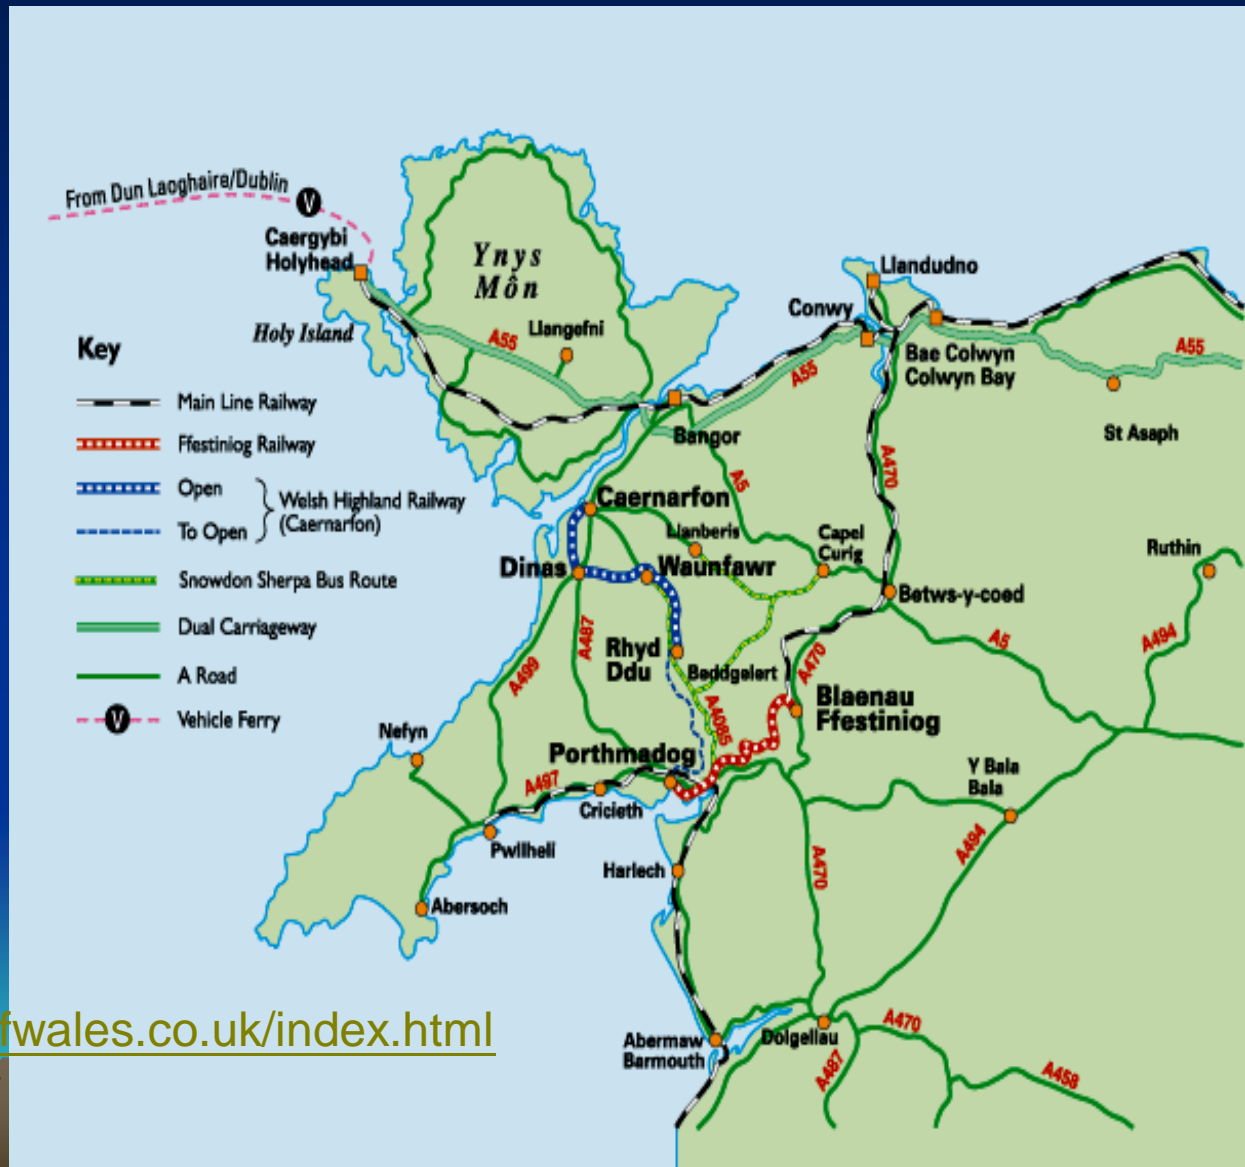 From Dun Laoghaire/Dublin
V
Caergybi
Holyhead
Ynys
Môn
Llandudno
Conwy
Holy Island
Llangefni
A55
A55
Bae Colwyn
Colwyn Bay
A55
St Asaph
Key
Main Line Railway
Ffestiniog Railway
Open
To Open
Welsh Highland Railway
(Caernarfon)
Snowdon Sherpa Bus Route
Dual Carriageway
A Road
V
Vehicle Ferry
Bangor
A5
A470
Caernarfon
Llanberis
Capel
Curig
Ruthin
Dinas
Waunfawr
Betws-y-coed
A487
A499
Rhyd
Ddu
Beddgelert
A470
A5
A494
Blaenau
Ffestiniog
A4085
Nefyn
Porthmadog
A497
Cricieth
Y Bala
Bala
Pwllheli
A494
Harlech
A470
Abersoch
fwales.co.uk/index.html
Abermaw
Barmouth
Dolgellau
A470
A487
A458